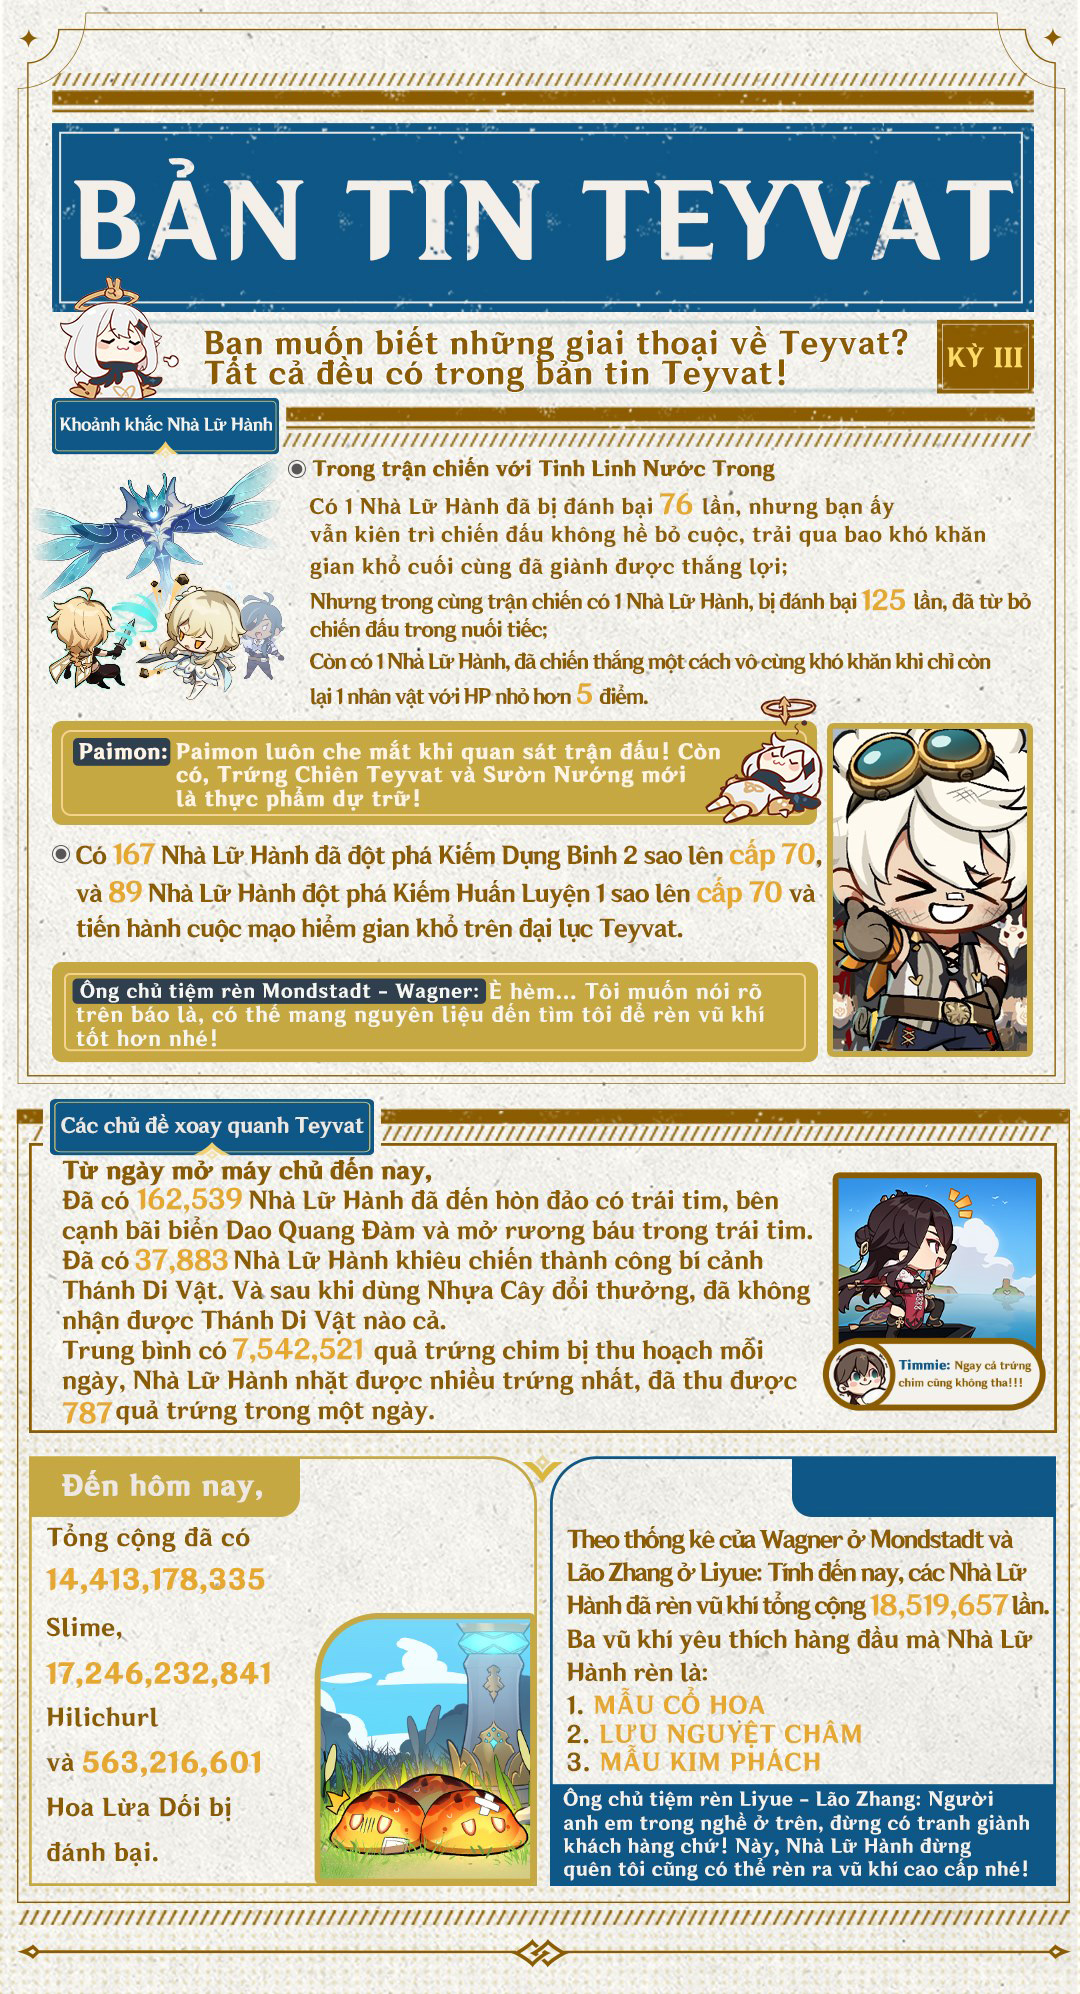 BẢN TIN TEYVAT
Bạn muốn biết những giai thoại về Teyvat?
Tất cả đều có trong bản tin Teyvat!
KỲ III
Khoảnh khắc Nhà Lữ Hành
Trong trận chiến với Tinh Linh Nước Trong
Có 1 Nhà Lữ Hành đã bị đánh bại 76 lần, nhưng bạn ấy
vẫn kiên trì chiến đấu không hề bỏ cuộc, trải qua bao khó khăn
gian khổ cuối cùng đã giành được thắng lợi;
Nhưng trong cùng trận chiến có 1 Nhà Lữ Hành, bị đánh bại 125 lần, đã từ bỏ
chiến đấu trong nuối tiếc;
Còn có 1 Nhà Lữ Hành, đã chiến thắng một cách vô cùng khó khăn khi chỉ còn
lại 1 nhân vật với HP nhỏ hơn 5 điểm.
Paimon: Paimon luôn che mắt khi quan sát trận đấu! Còn
có, Trứng Chiên Teyvat và Sườn Nướng mới
là thực phẩm dự trữ!
Có 167 Nhà Lữ Hành đã đột phá Kiếm Dụng Binh 2 sao lên cấp 70,
và 89 Nhà Lữ Hành đột phá Kiếm Huấn Luyện 1 sao lên cấp 70 và
tiến hành cuộc mạo hiểm gian khổ trên đại lục Teyvat.
Ông chủ tiệm rèn Mondstadt - Wagner: È hèm... Tôi muốn nói rõ
trên báo là, có thể mang nguyên liệu đến tìm tôi để rèn vũ khí
tốt hơn nhé!
Các chủ đề xoay quanh Teyvat
Từ ngày mở máy chủ đến nay,
Đã có 162,539 Nhà Lữ Hành đã đến hòn đảo có trái tim, bên
cạnh bãi biển Dao Quang Đàm và mở rương báu trong trái tim.
Đã có 37,883 Nhà Lữ Hành khiêu chiến thành công bí cảnh
Thánh Di Vật. Và sau khi dùng Nhựa Cây đổi thưởng, đã không
nhận được Thánh Di Vật nào cả.
Trung bình có 7,542,521 quả trứng chim bị thu hoạch mỗi
ngày, Nhà Lữ Hành nhặt được nhiều trứng nhất, đã thu được
787 quả trứng trong một ngày.
Timmie: Ngay cả trứng
chim cũng không tha!!!
Đến hôm nay,
Tổng cộng đã có
14,413,178,335
Slime,
17,246,232,841
Hilichurl
và 563,216,601
Hoa Lừa Dối bị
đánh bại.
Theo thống kê của Wagner ở Mondstadt và
Lão Zhang ở Liyue: Tính đến nay, các Nhà Lữ
Hành đã rèn vũ khí tổng cộng 18,519,657 lần.
Ba vũ khí yêu thích hàng đầu mà Nhà Lữ
Hành rèn là:
1. MẪU CỔ HOA
2. LƯU NGUYỆT CHÂM
3. MẪU KIM PHÁCH
Ông chủ tiệm rèn Liyue - Lão Zhang: Người
anh em trong nghề ở trên, đừng có tranh giành
khách hàng chứ! Này, Nhà Lữ Hành đừng
quên tôi cũng có thể rèn ra vũ khí cao cấp nhé!